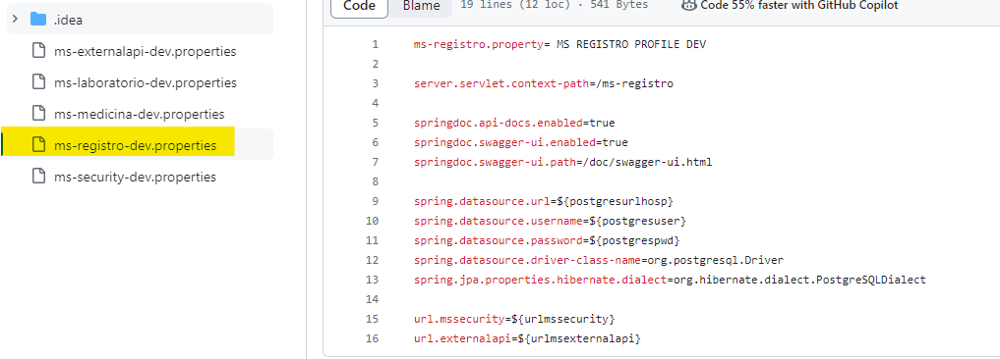 .idea
ms-externalapi-dev.properties
ms-laboratorio-dev.properties
ms-medicina-dev.properties
ms-registro-dev.properties
ms-security-dev.properties
Code Blame 19 lines (12 loc) · 541 Bytes Code 55% faster with GitHub Copilot
1 ms-registro.property= MS REGISTRO PROFILE DEV
2
3 server.servlet.context-path=/ms-registro
4
5 springdoc.api-docs.enabled=true
6 springdoc.swagger-ui.enabled=true
7 springdoc.swagger-ui.path=/doc/swagger-ui.html
8
9 spring.datasource.url=${postgresurlhosp}
10 spring.datasource.username=${postgresuser}
11 spring.datasource.password=${postgrespwd}
12 spring.datasource.driver-class-name=org.postgresql.Driver
13 spring.jpa.properties.hibernate.dialect=org.hibernate.dialect.PostgreSQLDialect
14
15 url.mssecurity=${urlmssecurity}
16 url.externalapi=${urlmsexternalapi}